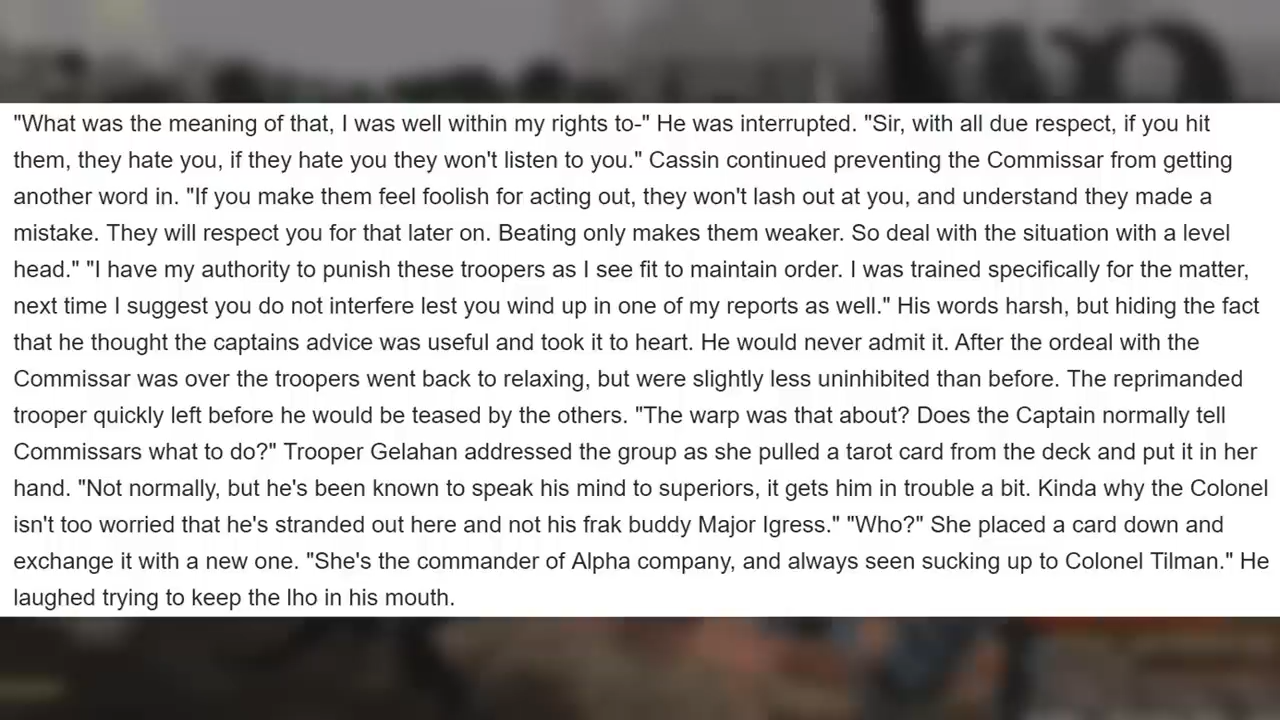 "What was the meaning of that, I was well within my rights to-" He was interrupted. "Sir, with all due respect, if you hit
them, they hate you, if they hate you they won't listen to you." Cassin continued preventing the Commissar from getting
another word in. "If you make them feel foolish for acting out, they won't lash out at you, and understand they made a
mistake. They will respect you for that later on. Beating only makes them weaker. So deal with the situation with a level
head." "I have my authority to punish these troopers as I see fit to maintain order. I was trained specifically for the matter,
next time I suggest you do not interfere lest you wind up in one of my reports as well." His words harsh, but hiding the fact
that he thought the captains advice was useful and took it to heart. He would never admit it. After the ordeal with the
Commissar was over the troopers went back to relaxing, but were slightly less uninhibited than before. The reprimanded
trooper quickly left before he would be teased by the others. "The warp was that about? Does the Captain normally tell
Commissars what to do?" Trooper Gelahan addressed the group as she pulled a tarot card from the deck and put it in her
hand. "Not normally, but he's been known to speak his mind to superiors, it gets him in trouble a bit. Kinda why the Colonel
isn't too worried that he's stranded out here and not his frak buddy Major Igress." "Who?" She placed a card down and
exchange it with a new one. "She's the commander of Alpha company, and always seen sucking up to Colonel Tilman." He
laughed trying to keep the lho in his mouth.